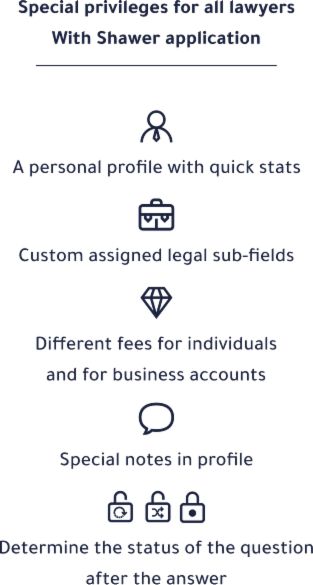 Special privileges for all lawyers
With Shawer application
A personal profile with quick stats
Custom assigned legal sub-fields
Different fees for individuals
and for business accounts
Special notes in profile
Determine the status of the question
after the answer